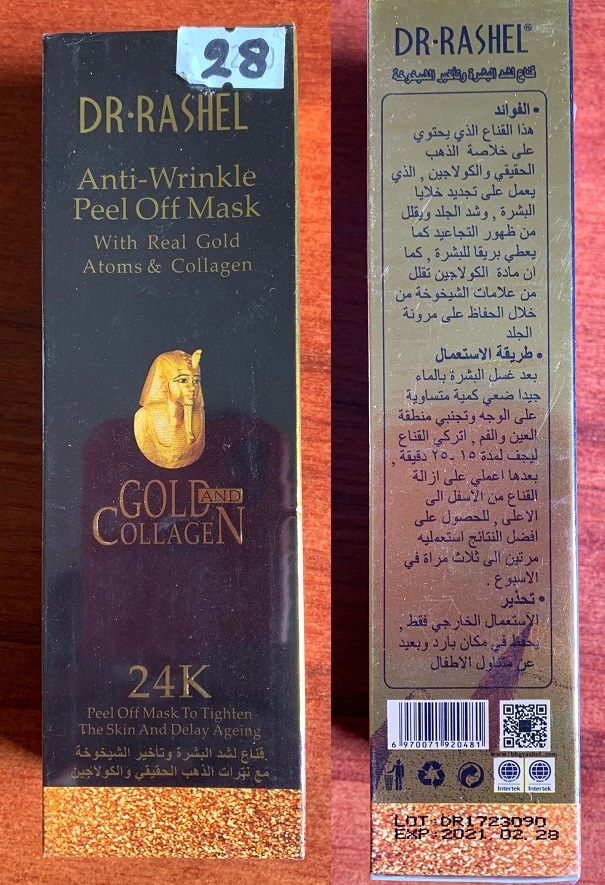 28
DR·RASHEL®
Anti-Wrinkle
Peel Off Mask
With Real Gold
Atoms & Collagen
GOLD AND
COLLAGEN
24K
Peel Off Mask To Tighten
The Skin And Delay Ageing
قناع لشد البشرة وتأخير الشيخوخة
مع ذرات الذهب الحقيقي والكولاجين
DR·RASHEL®
قناع لشد البشرة وتأخير الشيخوخة
• الفوائد
هذا القناع الذي يحتوي
على خلاصة الذهب
الحقيقي والكولاجين , الذي
يعمل على تجديد خلايا
البشرة , وشد الجلد ويقلل
من ظهور التجاعيد كما
يعطي بريقا للبشرة , كما
ان مادة الكولاجين تقلل
من علامات الشيخوخة من
خلال الحفاظ على مرونة
الجلد
• طريقة الاستعمال
بعد غسل البشرة بالماء
جيدا ضعي كمية متساوية
على الوجه وتجنبي منطقة
العين والفم , اتركي القناع
ليجف لمدة ١٥ -٢٥ دقيقة ,
بعدها اعملي على ازالة
القناع من الاسفل الى
الاعلى , للحصول على
افضل النتائج استعمليه
مرتين الى ثلاث مراة في
الاسبوع .
• تحذير
الاستعمال الخارجي فقط ,
يحفظ في مكان بارد وبعيد
عن متناول الاطفال
6 970071 920481
Intertek Intertek
LOT:DR1723090
EXP:2021.02.28